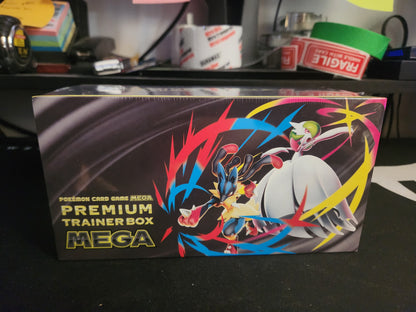 FRAGILE
POKÉMON CARD GAME MEGA
PREMIUM
TRAINER BOX
MEGA